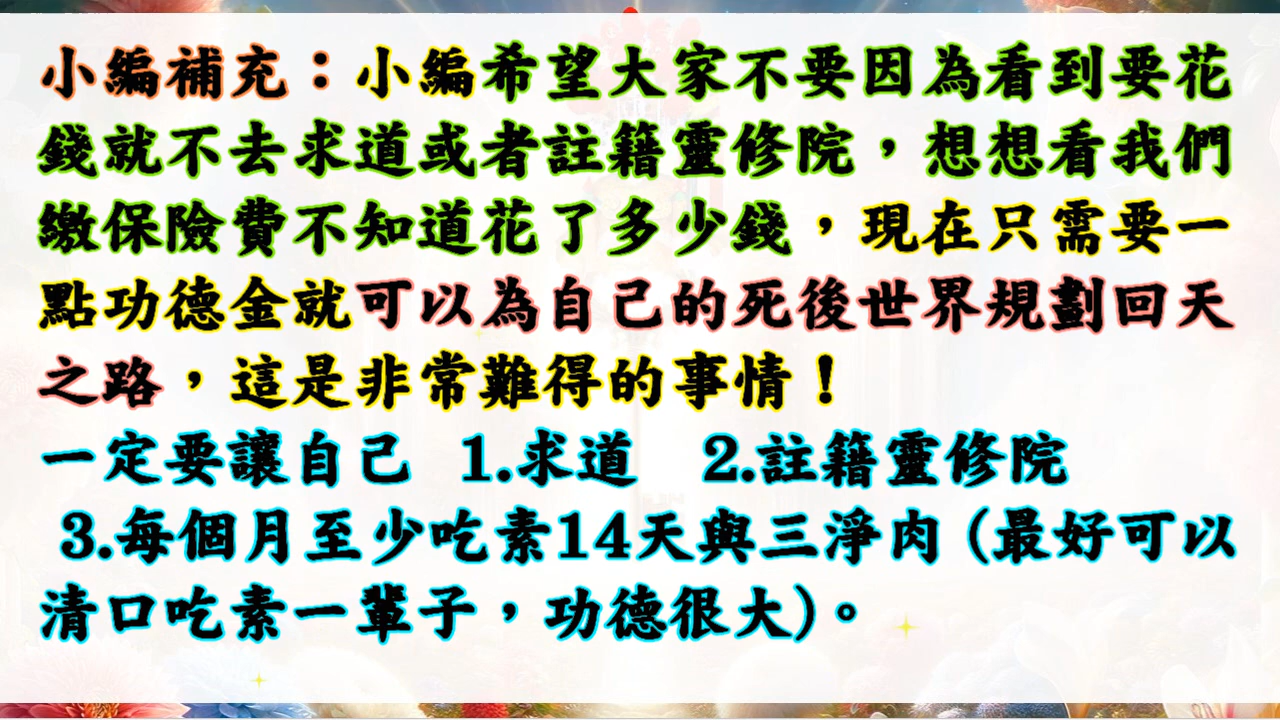 小編補充：小編希望大家不要因為看到要花
錢就不去求道或者註籍靈修院，想想看我們
繳保險費不知道花了多少錢，現在只需要一
點功德金就可以為自己的死後世界規劃回天
之路，這是非常難得的事情！
一定要讓自己 1.求道 2.註籍靈修院
3.每個月至少吃素14天與三淨肉(最好可以
清口吃素一輩子，功德很大)。